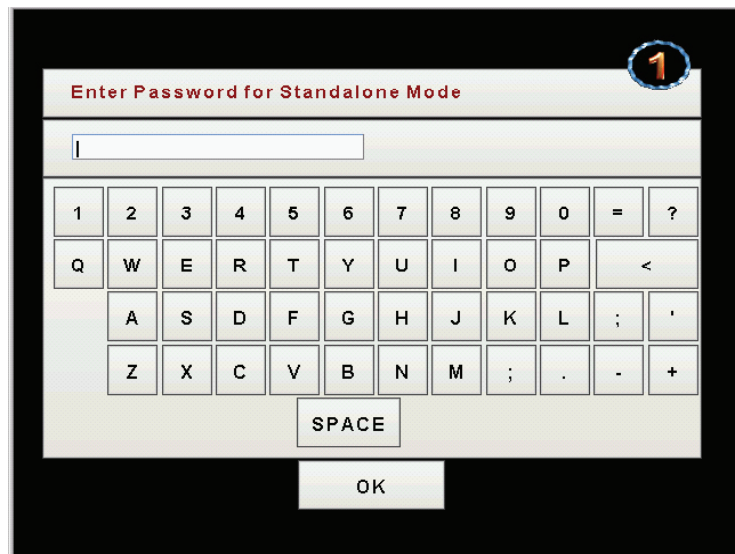 1
Enter Password for Standalone Mode
1 2 3 4 5 6 7 8 9 0 = ?
Q W E R T Y U I O P <
A S D F G H J K L ; '
Z X C V B N M ; . - +
SPACE
OK